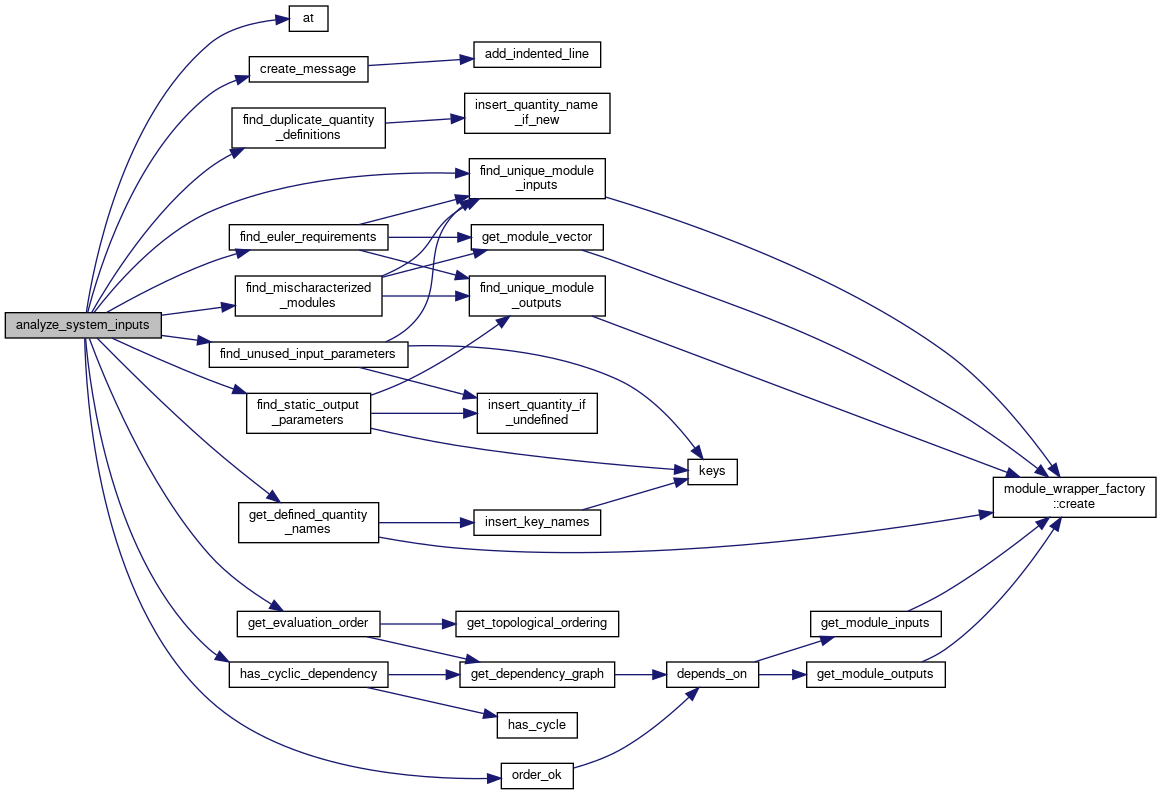 at
create_message
add_indented_line
find_duplicate_quantity
_definitions
insert_quantity_name
_if_new
find_unique_module
_inputs
find_euler_requirements
get_module_vector
find_mischaracterized
_modules
find_unique_module
_outputs
analyze_system_inputs
find_unused_input_parameters
find_static_output
_parameters
insert_quantity_if
_undefined
keys
module_wrapper_factory
::create
get_defined_quantity
_names
insert_key_names
get_evaluation_order
get_topological_ordering
get_module_inputs
has_cyclic_dependency
get_dependency_graph
depends_on
get_module_outputs
has_cycle
order_ok